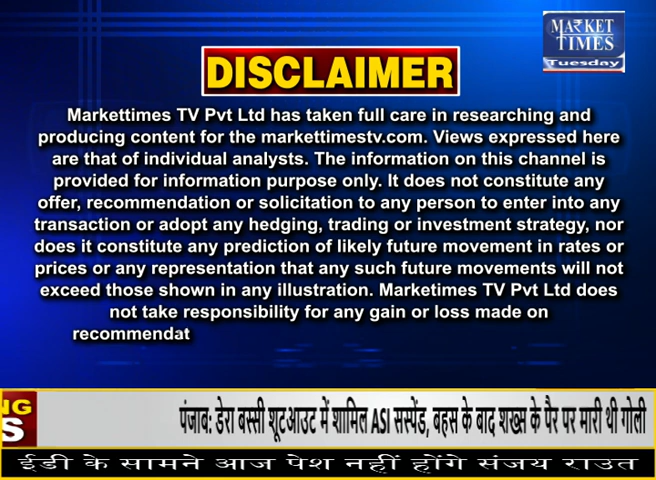 MARKET
TIMES
Tuesday
DISCLAIMER
Markettimes TV Pvt Ltd has taken full care in researching and
producing content for the markettimestv.com. Views expressed here
are that of individual analysts. The information on this channel is
provided for information purpose only. It does not constitute any
offer, recommendation or solicitation to any person to enter into any
transaction or adopt any hedging, trading or investment strategy, nor
does it constitute any prediction of likely future movement in rates or
prices or any representation that any such future movements will not
exceed those shown in any illustration. Marketimes TV Pvt Ltd does
not take responsibility for any gain or loss made on
recommendat
NG
S
पंजाब: डेरा बस्सी शूटआउट में शामिल ASI सस्पेंड, बहस के बाद शख्स के पैर पर मारी थी गोली
ईडी के सामने आज पेश नहीं होंगे संजय राउत